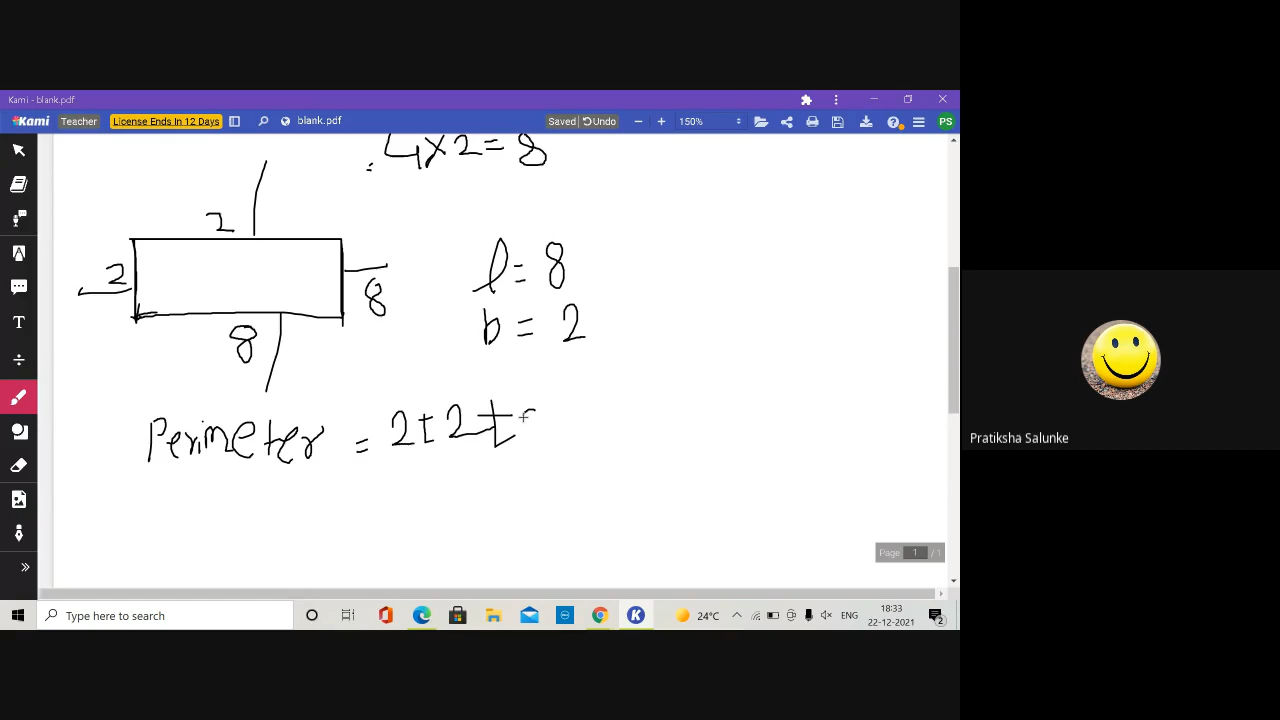 Kami - blank.pdf
Kami Teacher License Ends In 12 Days blank.pdf Saved Undo 150% PS
4x2=8
2
2
8
8
l = 8
b = 2
Perimeter = 2+2+
Page 1 / 1
Pratiksha Salunke
Type here to search
24°C ENG
18:33
22-12-2021
2